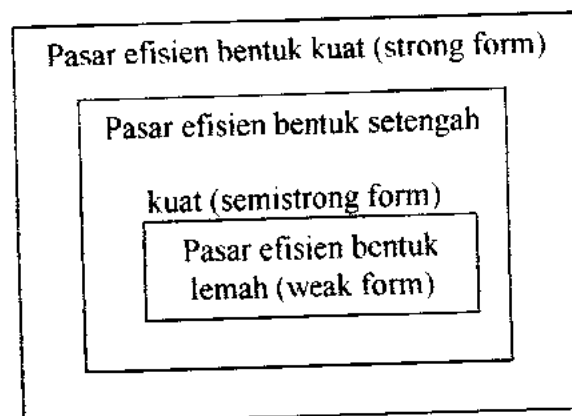 Pasar efisien bentuk kuat (strong form)
Pasar efisien bentuk setengah
kuat (semistrong form)
Pasar efisien bentuk
lemah (weak form)